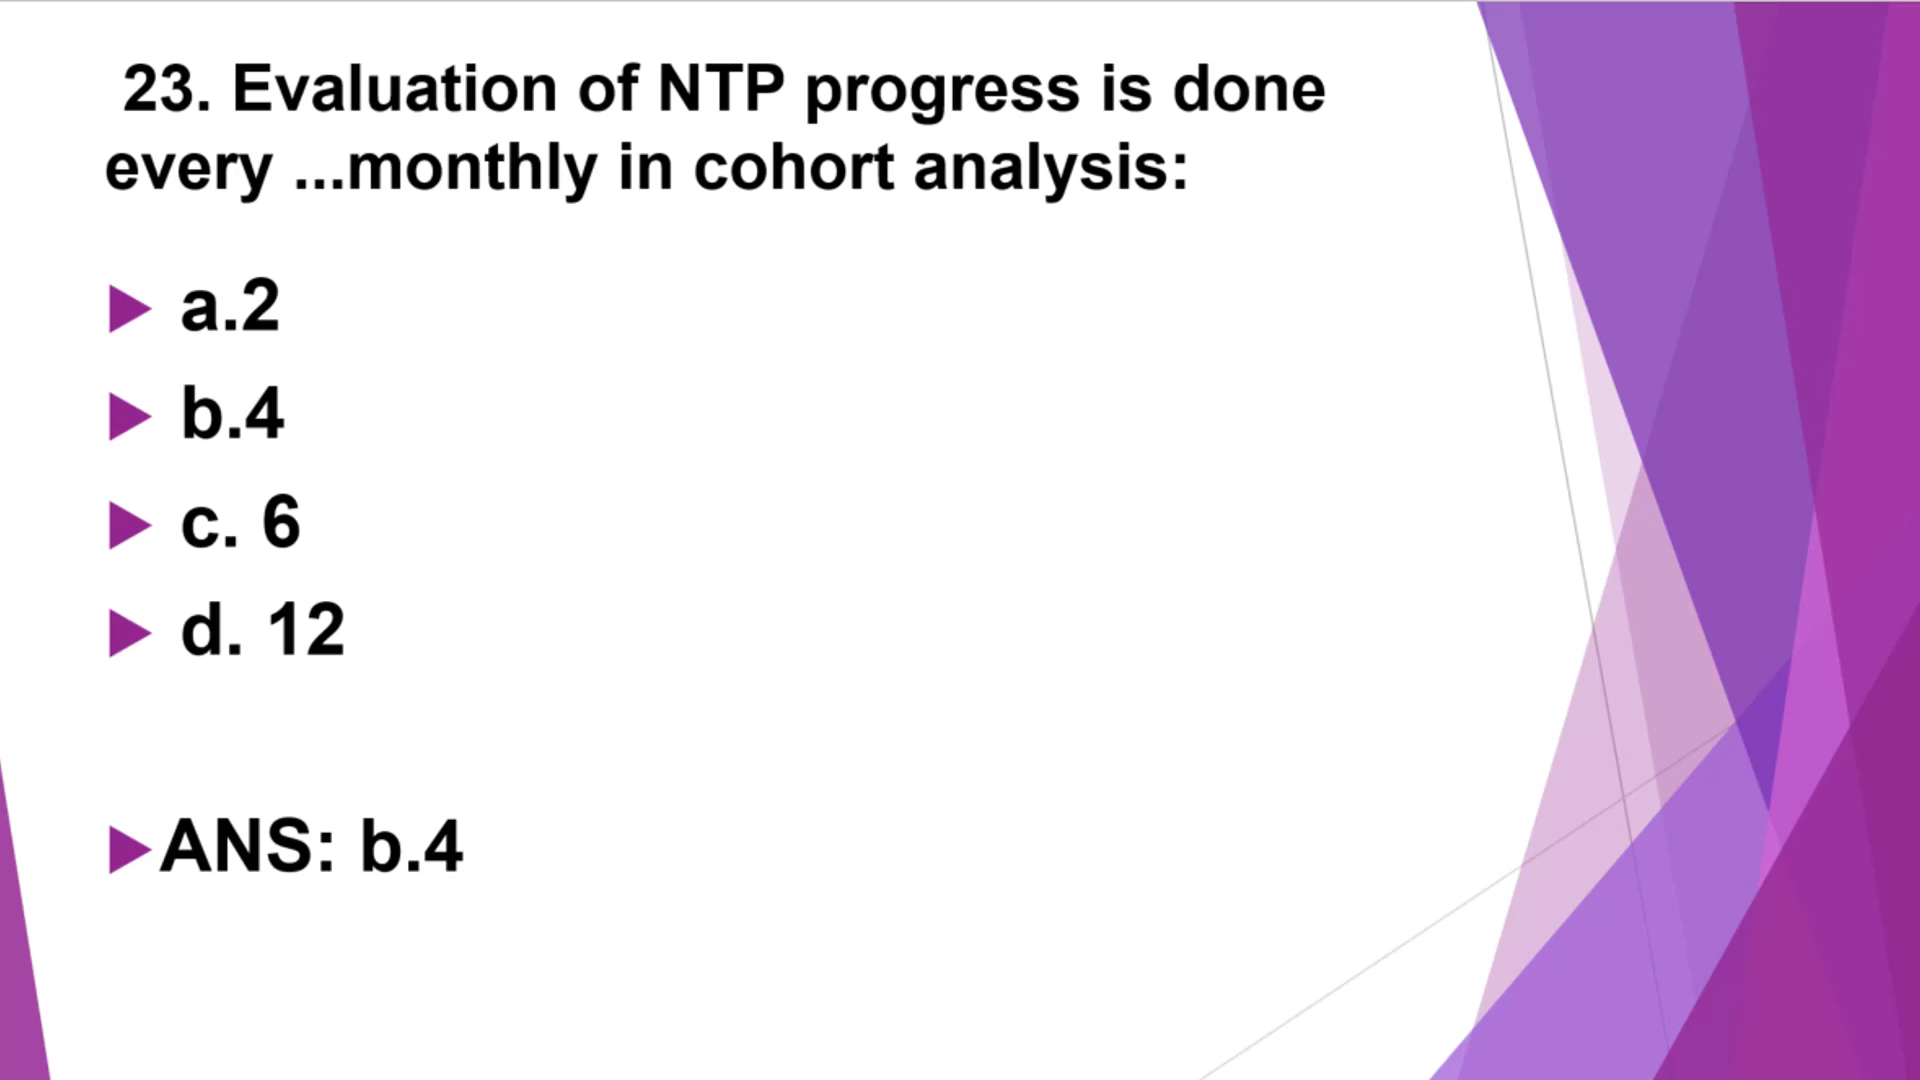 23. Evaluation of NTP progress is done
every ...monthly in cohort analysis:
a.2
b.4
c. 6
d. 12
ANS: b.4